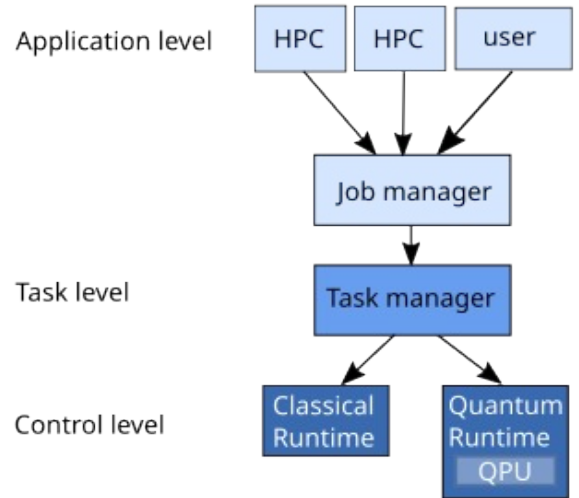 Application level
HPC
HPC
user
Job manager
Task level
Task manager
Control level
Classical
Runtime
Quantum
Runtime
QPU